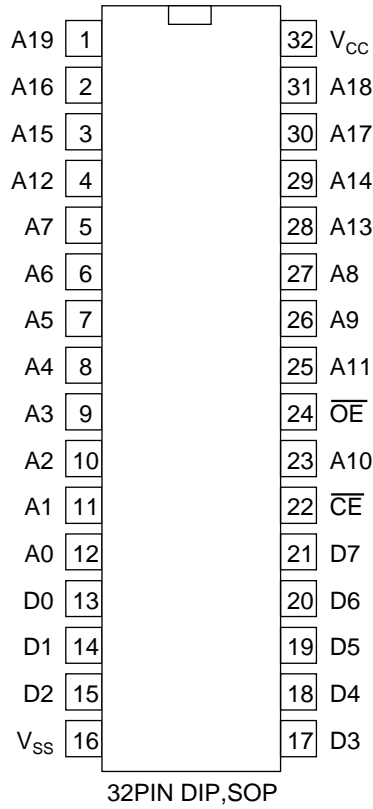 A19 1 32 VCC
A16 2 31 A18
A15 3 30 A17
A12 4 29 A14
A7 5 28 A13
A6 6 27 A8
A5 7 26 A9
A4 8 25 A11
A3 9 24 O̅E̅
A2 10 23 A10
A1 11 22 C̅E̅
A0 12 21 D7
D0 13 20 D6
D1 14 19 D5
D2 15 18 D4
VSS 16 17 D3
32PIN DIP,SOP